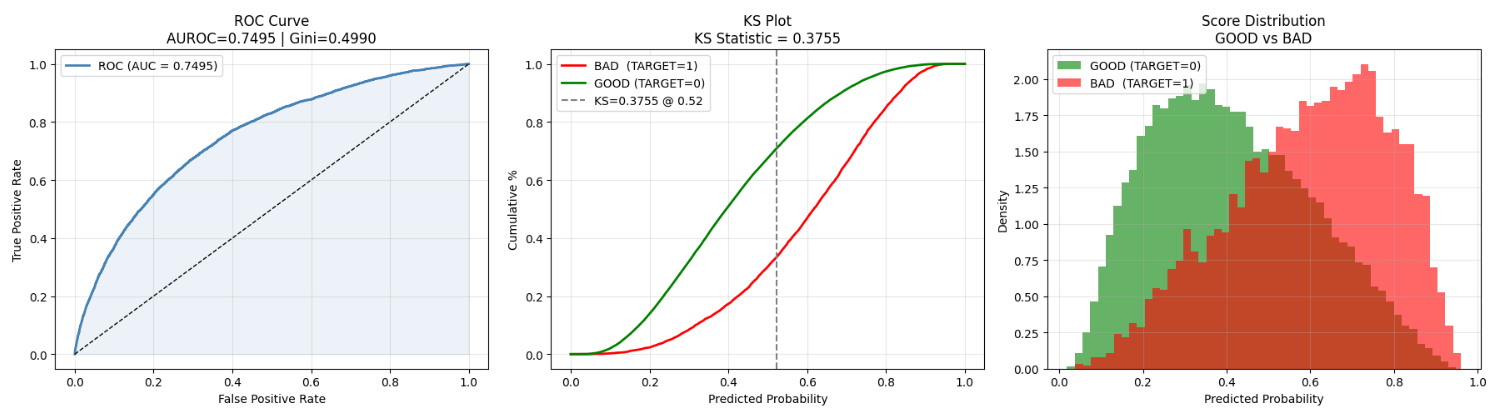 ROC Curve
AUROC=0.7495 | Gini=0.4990
ROC (AUC = 0.7495)
True Positive Rate
1.0
0.8
0.6
0.4
0.2
0.0
0.0 0.2 0.4 0.6 0.8 1.0
False Positive Rate
KS Plot
KS Statistic = 0.3755
BAD (TARGET=1)
GOOD (TARGET=0)
KS=0.3755 @ 0.52
Cumulative %
1.0
0.8
0.6
0.4
0.2
0.0
0.0 0.2 0.4 0.6 0.8 1.0
Predicted Probability
Score Distribution
GOOD vs BAD
GOOD (TARGET=0)
BAD (TARGET=1)
Density
2.00
1.75
1.50
1.25
1.00
0.75
0.50
0.25
0.00
0.0 0.2 0.4 0.6 0.8 1.0
Predicted Probability